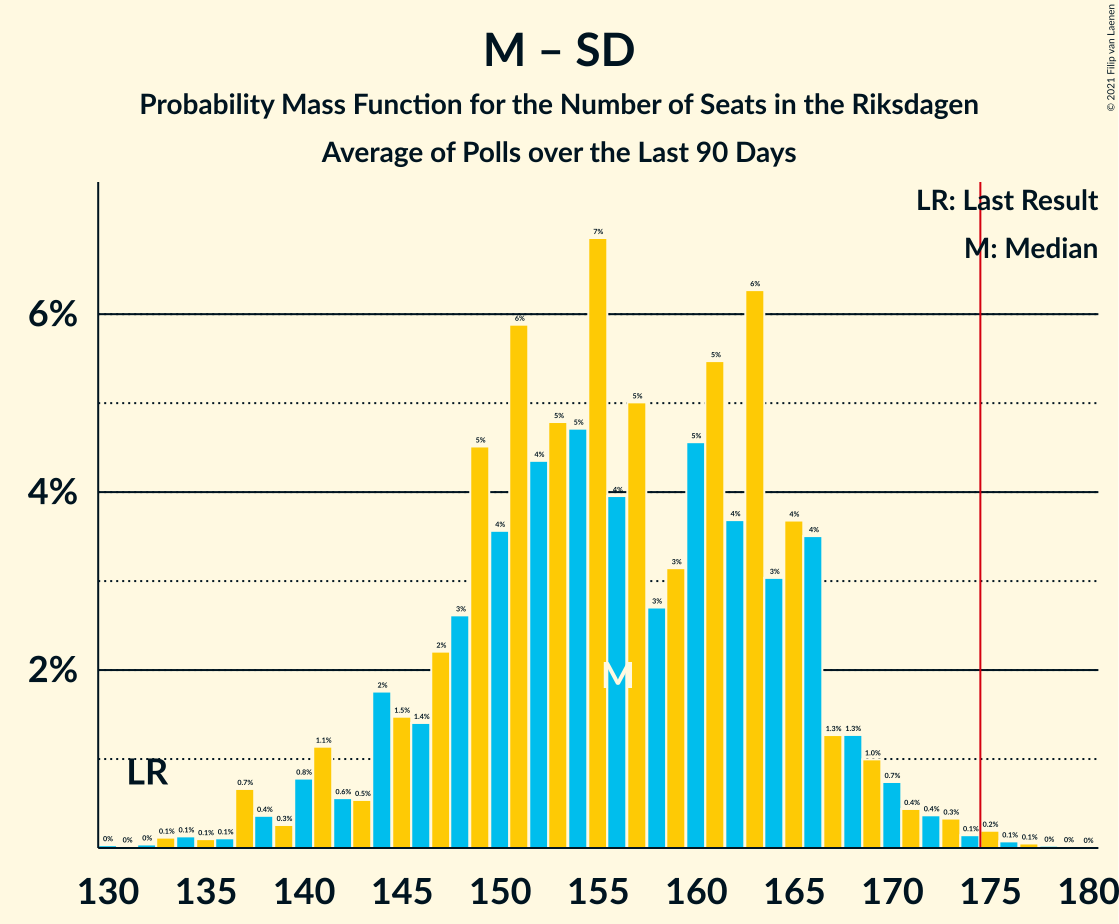 M – SD
Probability Mass Function for the Number of Seats in the Riksdagen
Average of Polls over the Last 90 Days
© 2021 Filip van Laenen
LR: Last Result
M: Median
6%
4%
2%
0% 0% 0% 0.1% 0.1% 0.1% 0.1% 0.7% 0.4% 0.3% 0.8% 1.1% 0.6% 0.5% 2% 1.5% 1.4% 2% 3% 5% 4% 6% 4% 5% 5% 7% 4% 5% 3% 3% 5% 5% 4% 6% 3% 4% 4% 1.3% 1.3% 1.0% 0.7% 0.4% 0.4% 0.3% 0.1% 0.2% 0.1% 0.1% 0% 0% 0%
M
LR
130 135 140 145 150 155 160 165 170 175 180